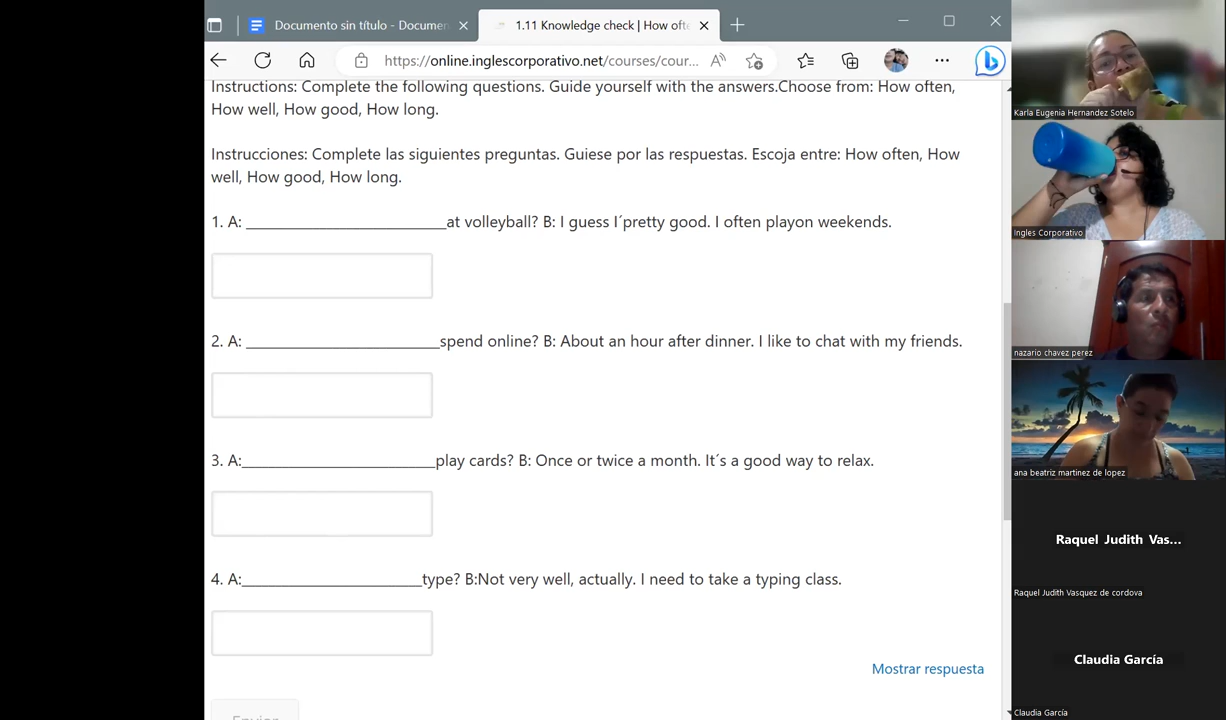 Documento sin título - Documen
1.11 Knowledge check | How ofte
https://online.inglescorporativo.net/courses/cour...
Instructions: Complete the following questions. Guide yourself with the answers.Choose from: How often,
How well, How good, How long.
Instrucciones: Complete las siguientes preguntas. Guiese por las respuestas. Escoja entre: How often, How
well, How good, How long.
1. A: _________________________at volleyball? B: I guess I´pretty good. I often playon weekends.
2. A: ________________________spend online? B: About an hour after dinner. I like to chat with my friends.
3. A:________________________play cards? B: Once or twice a month. It´s a good way to relax.
4. A:______________________type? B:Not very well, actually. I need to take a typing class.
Mostrar respuesta
Enviar
Karla Eugenia Hernandez Sotelo
Ingles Corporativo
nazario chavez perez
ana beatriz martinez de lopez
Raquel Judith Vas...
Raquel Judith Vasquez de cordova
Claudia García
Claudia García